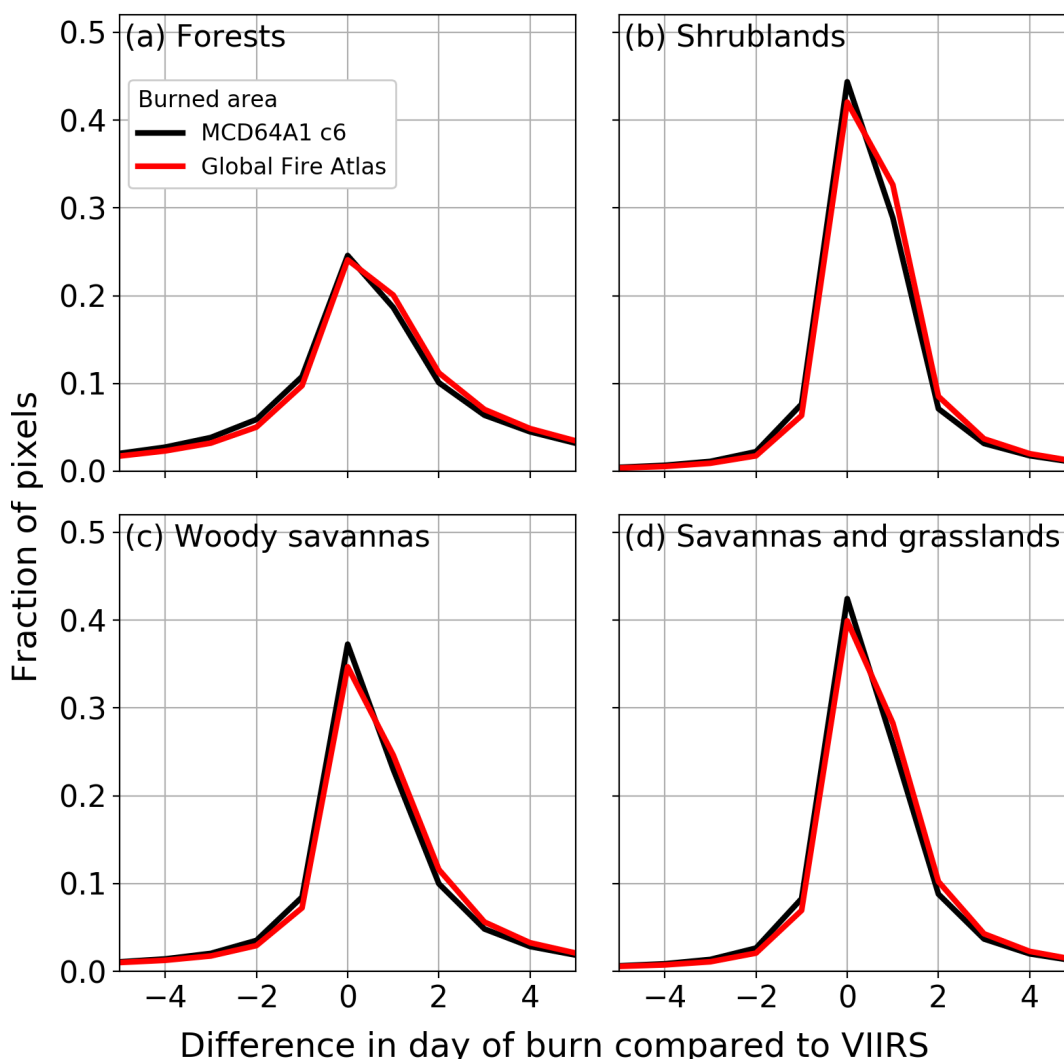 (a) Forests
Burned area
MCD64A1 c6
Global Fire Atlas
0.5
0.4
0.3
0.2
0.1
0.0
(b) Shrublands
Fraction of pixels
(c) Woody savannas
0.5
0.4
0.3
0.2
0.1
0.0
−4 −2 0 2 4
(d) Savannas and grasslands
−4 −2 0 2 4
Difference in day of burn compared to VIIRS